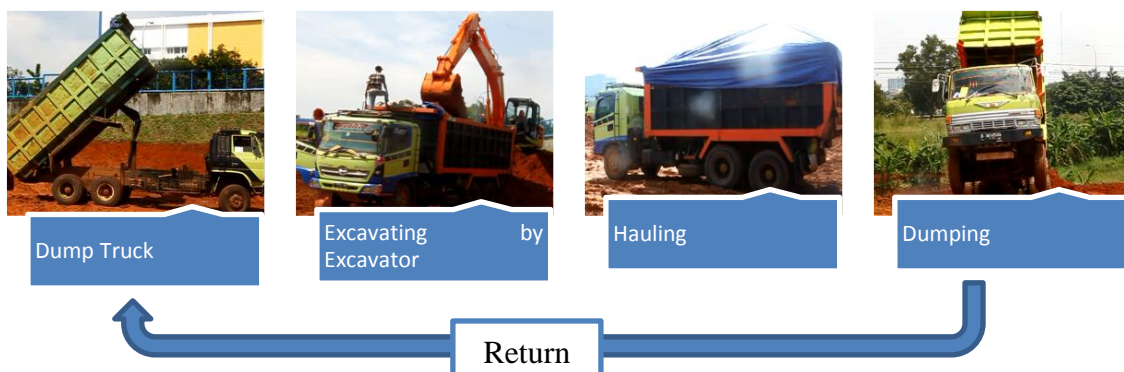 Dump Truck
Excavating by
Excavator
Hauling
Dumping
Return